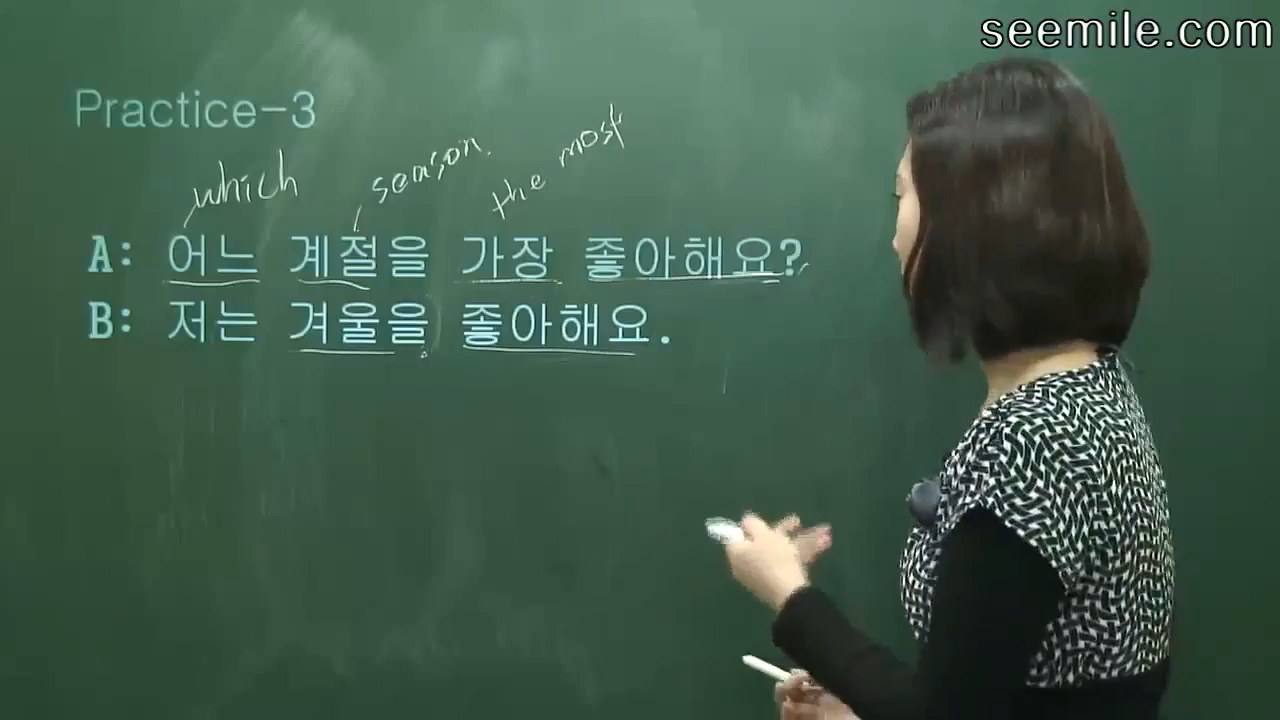 seemile.com
Practice-3
which season. the most
A: 어느 계절을 가장 좋아해요?
B: 저는 겨울을 좋아해요.